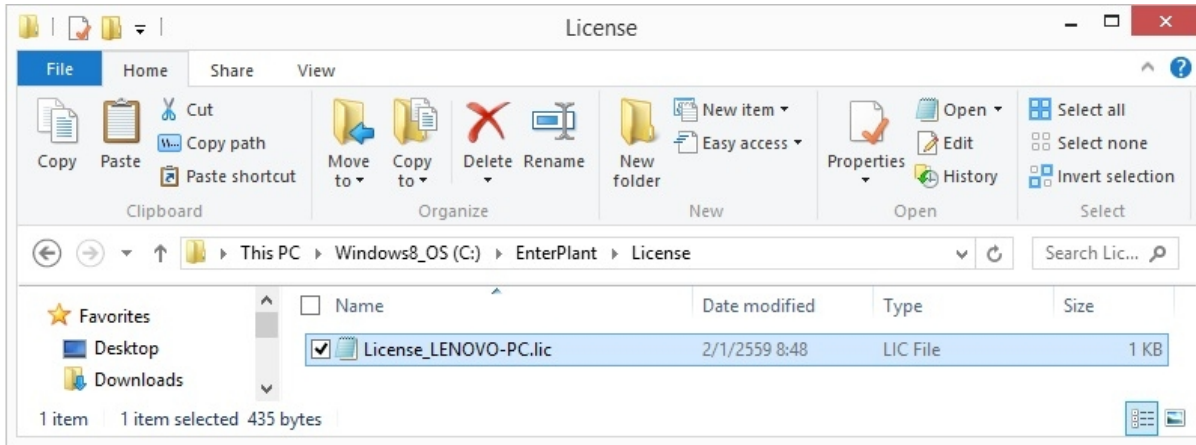 License
File Home Share View
Copy
Paste
Cut
Copy path
Paste shortcut
Clipboard
Move to
Copy to
Delete
Rename
Organize
New folder
New item
Easy access
New
Properties
Open
Edit
History
Open
Select all
Select none
Invert selection
Select
This PC Windows8_OS (C:) EnterPlant License
Search Lic...
Favorites
Desktop
Downloads
Name Date modified Type Size
License_LENOVO-PC.lic 2/1/2559 8:48 LIC File 1 KB
1 item 1 item selected 435 bytes